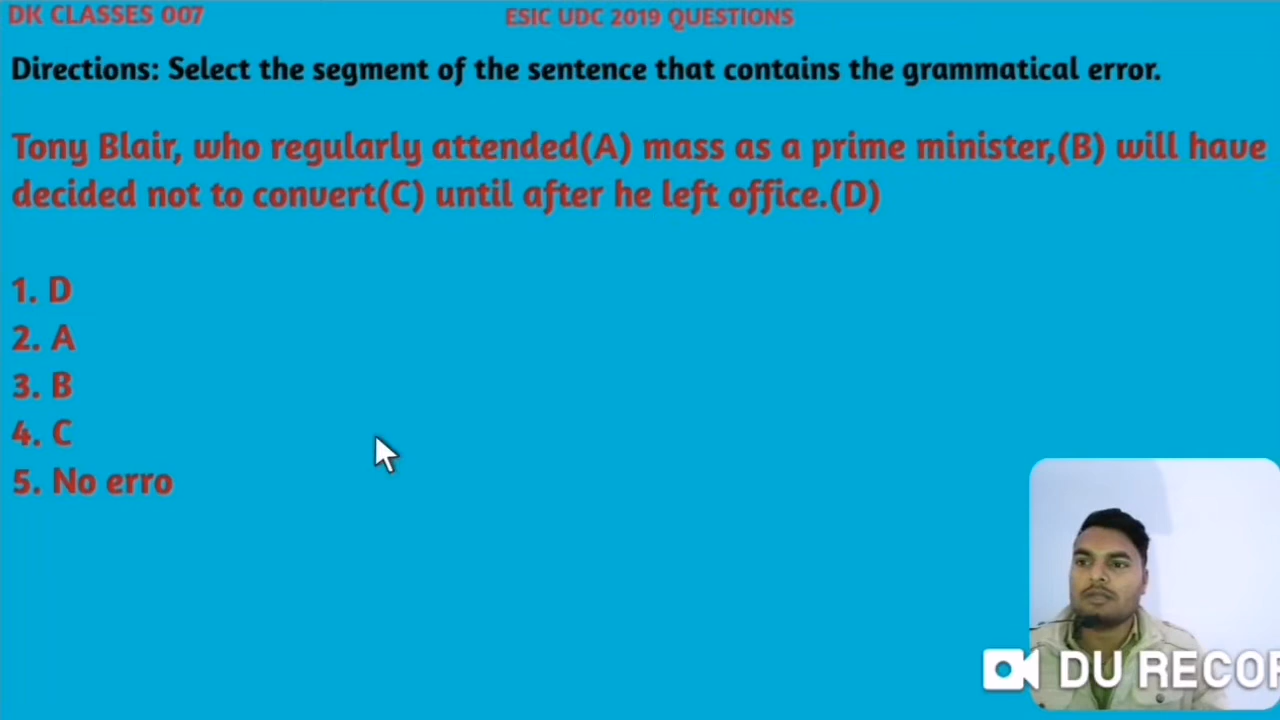 DK CLASSES 007
ESIC UDC 2019 QUESTIONS
Directions: Select the segment of the sentence that contains the grammatical error.
Tony Blair, who regularly attended(A) mass as a prime minister,(B) will have
decided not to convert(C) until after he left office.(D)
1. D
2. A
3. B
4. C
5. No erro
DU RECOR